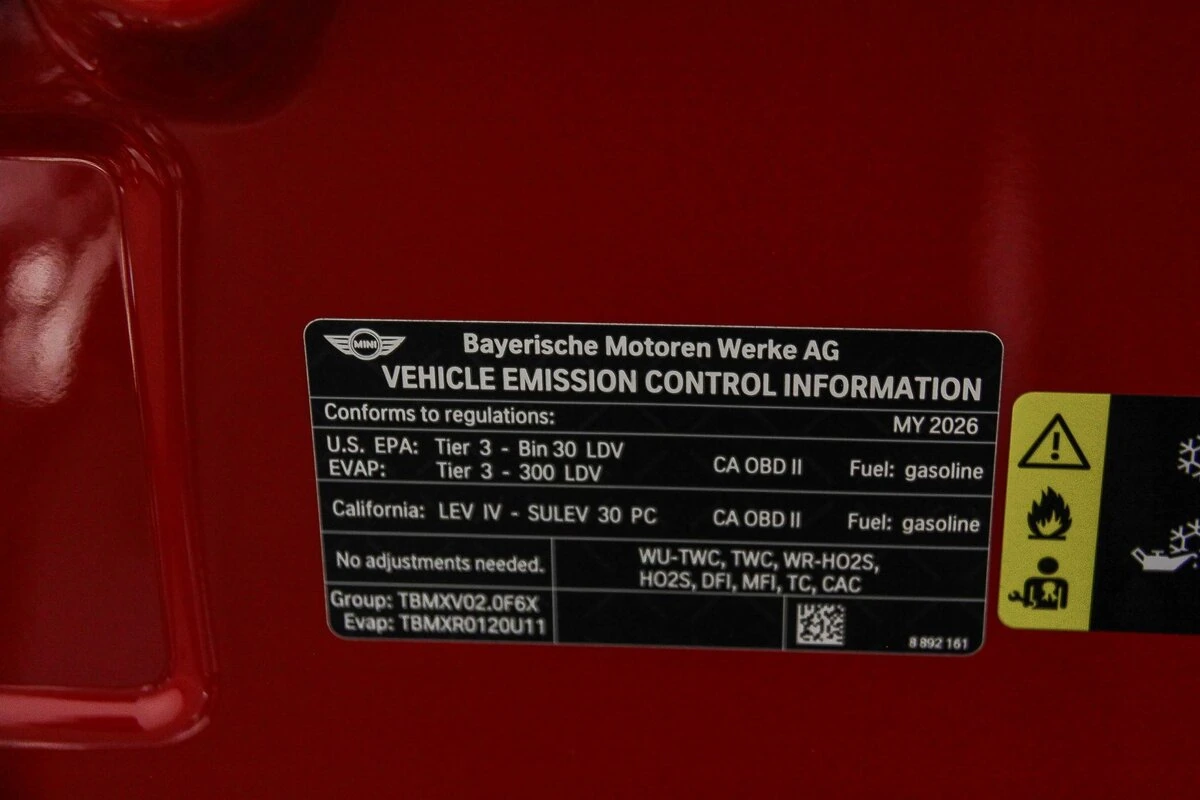 MINI
Bayerische Motoren Werke AG
VEHICLE EMISSION CONTROL INFORMATION
Conforms to regulations: MY 2026
U.S. EPA: Tier 3 - Bin 30 LDV
EVAP: Tier 3 - 300 LDV CA OBD II Fuel: gasoline
California: LEV IV - SULEV 30 PC CA OBD II Fuel: gasoline
No adjustments needed.
WU-TWC, TWC, WR-HO2S,
HO2S, DFI, MFI, TC, CAC
Group: TBMXV02.0F6X
Evap: TBMXR0120U11
8 892 161